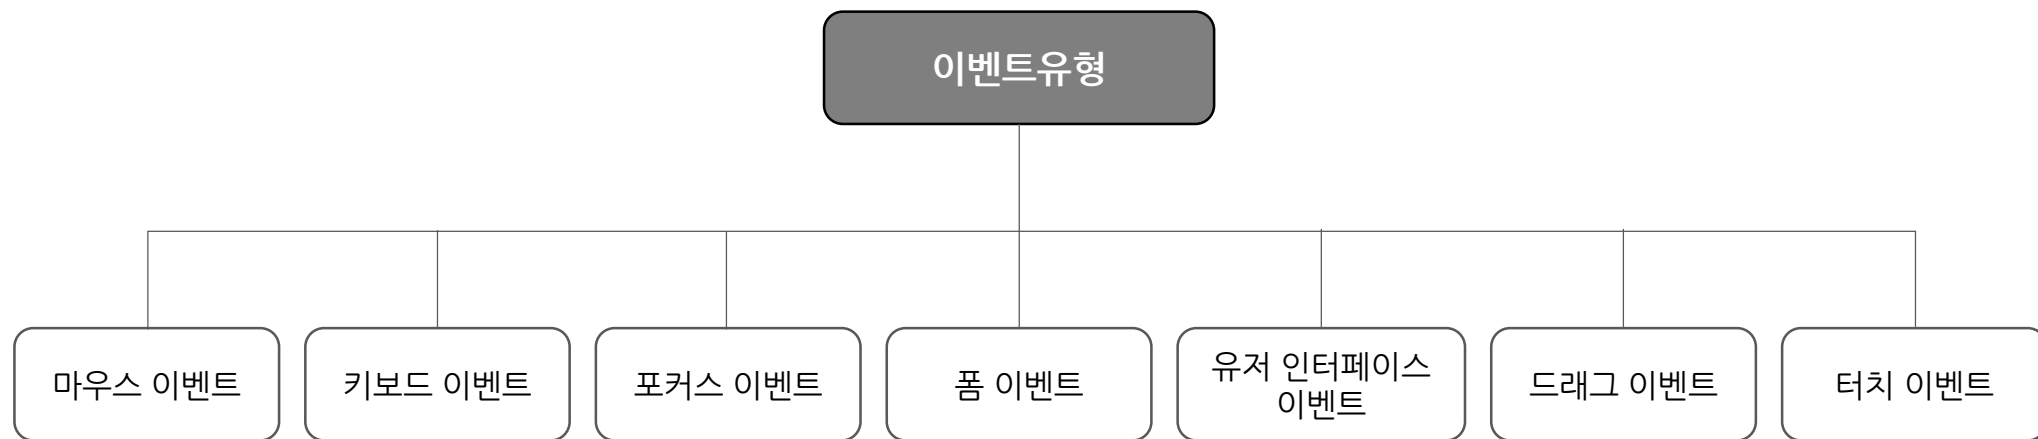 이벤트유형
마우스 이벤트
키보드 이벤트
포커스 이벤트
폼 이벤트
유저 인터페이스
이벤트
드래그 이벤트
터치 이벤트